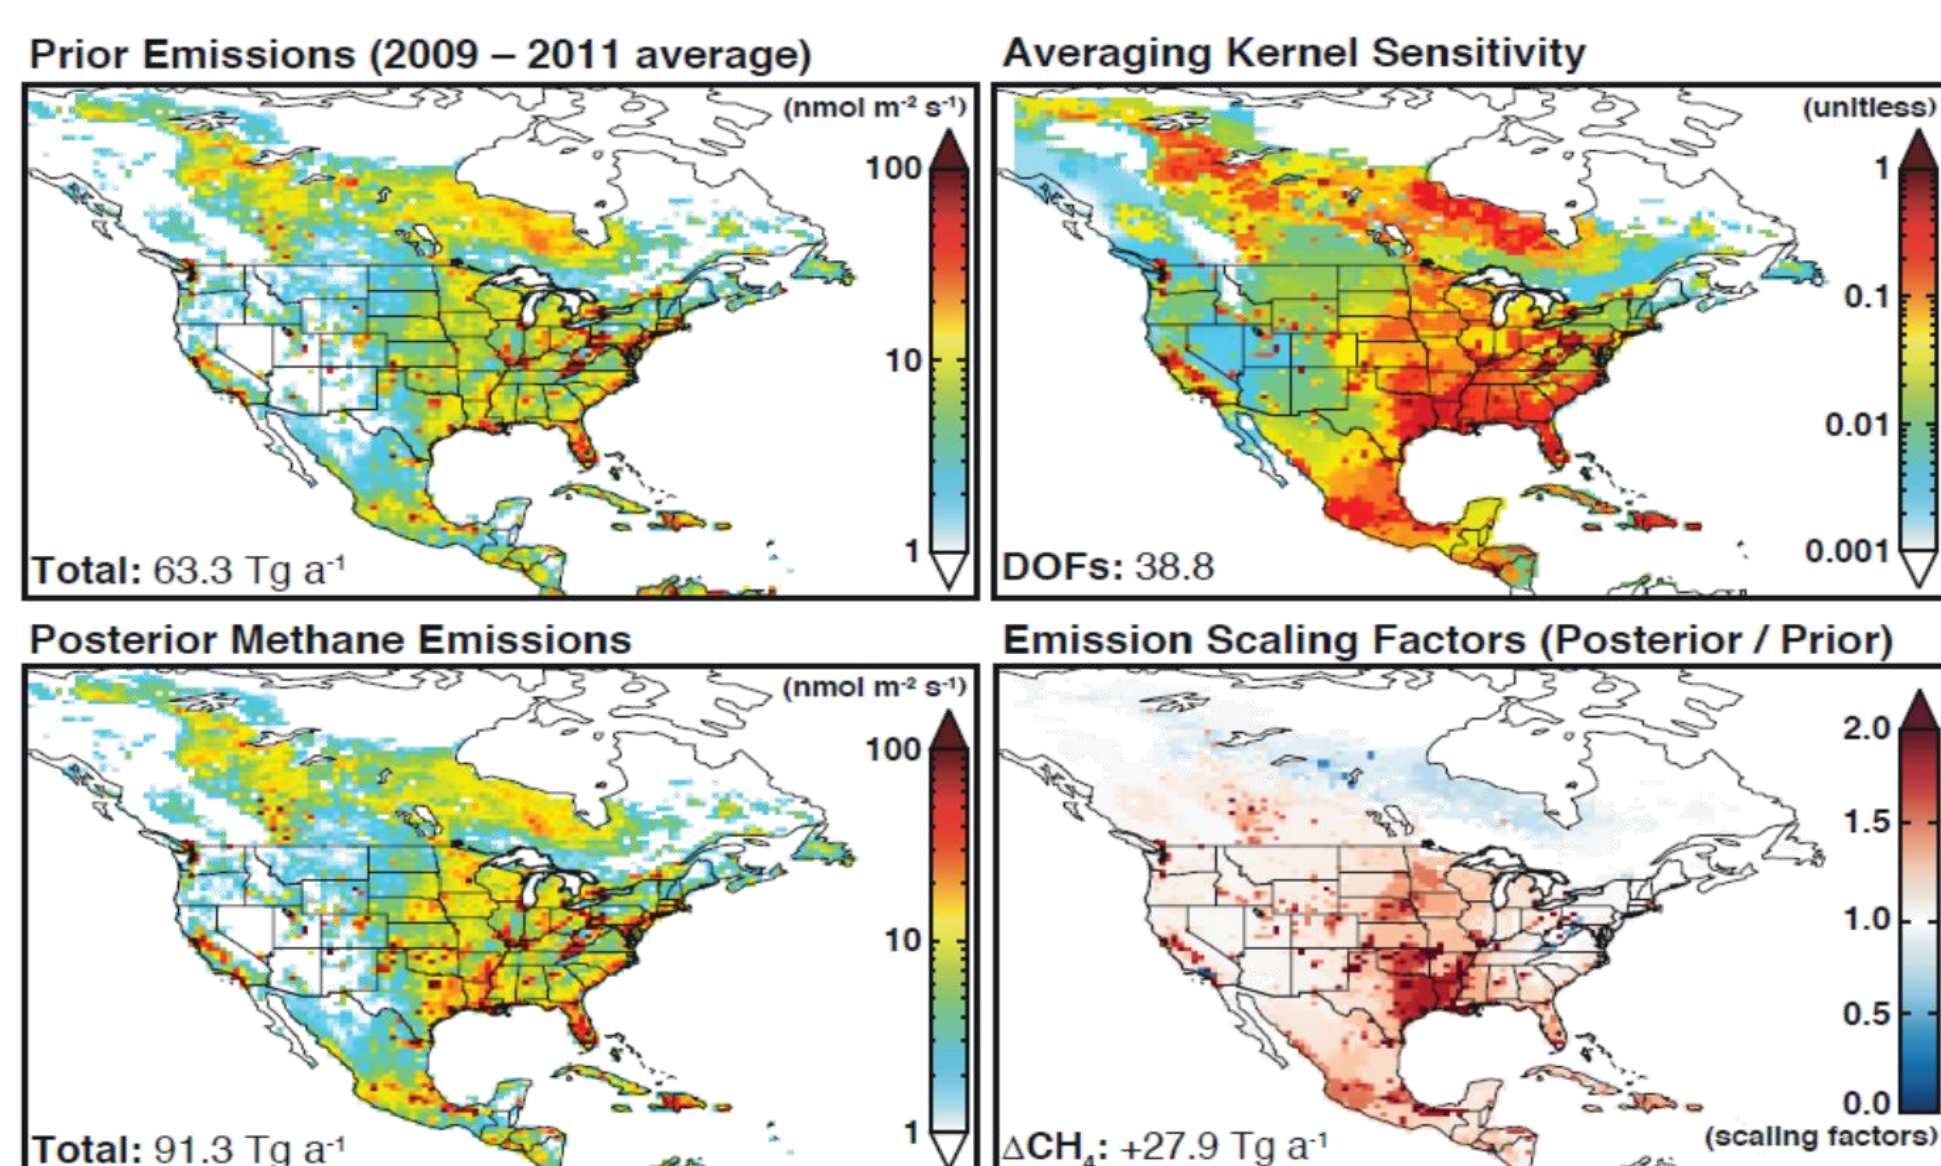 Prior Emissions (2009 – 2011 average)
(nmol m⁻² s⁻¹)
100
10
1
Total: 63.3 Tg a⁻¹
Averaging Kernel Sensitivity
(unitless)
1
0.1
0.01
0.001
DOFs: 38.8
Posterior Methane Emissions
(nmol m⁻² s⁻¹)
100
10
1
Total: 91.3 Tg a⁻¹
Emission Scaling Factors (Posterior / Prior)
2.0
1.5
1.0
0.5
0.0
(scaling factors)
ΔCH₄: +27.9 Tg a⁻¹